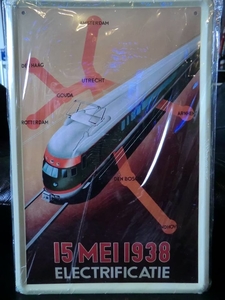 AMSTERDAM
DEN HAAG
UTRECHT
GOUDA
ROTTERDAM
ARNHEM
DEN BOSCH
15 MEI 1938
ELECTRIFICATIE